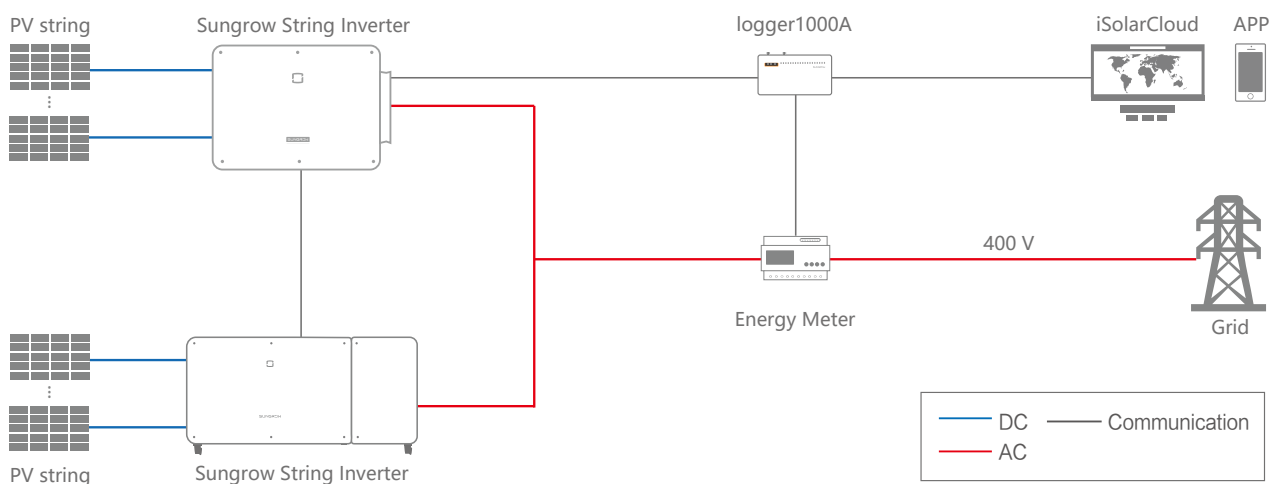 PV string
Sungrow String Inverter
logger1000A
iSolarCloud
APP
400 V
Energy Meter
Grid
DC
Communication
AC
PV string
Sungrow String Inverter